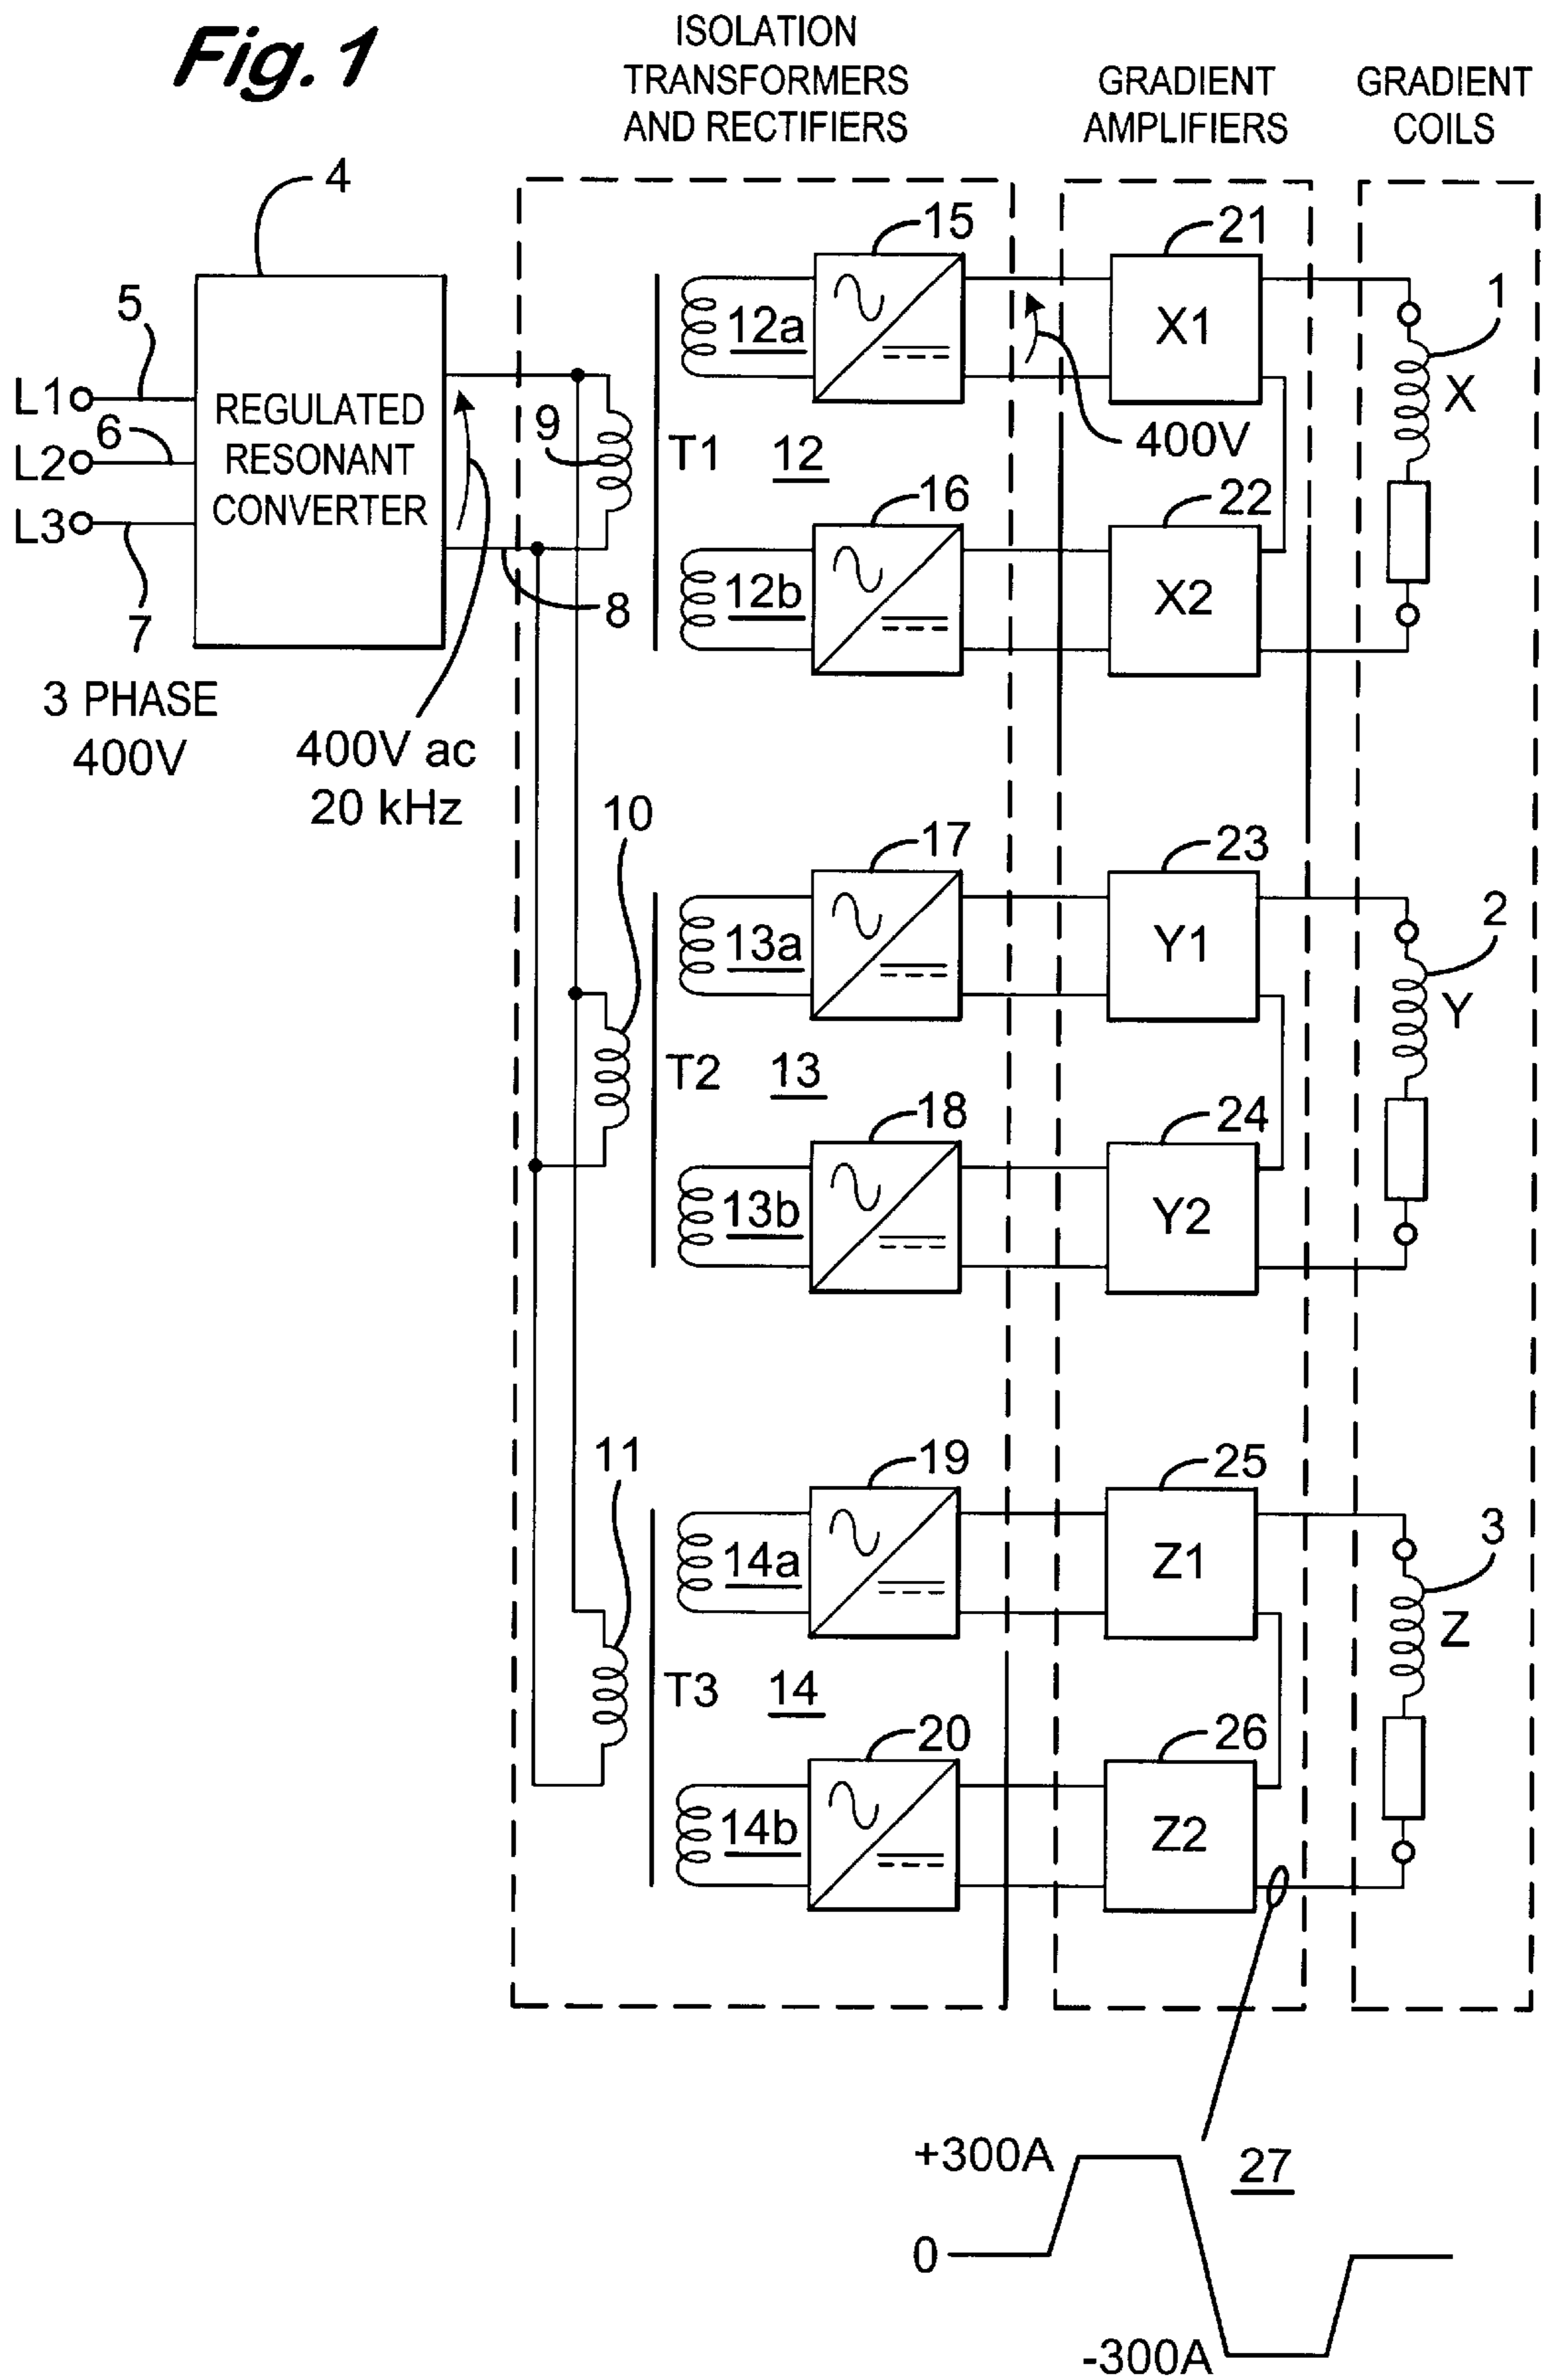 Fig.1
ISOLATION
TRANSFORMERS
AND RECTIFIERS
GRADIENT
AMPLIFIERS
GRADIENT
COILS
4
15
21
1
5
12a
X1
X
L1
REGULATED
9
T1
12
400V
6
L2
RESONANT
16
22
L3
CONVERTER
7
8
12b
X2
3 PHASE
400V
400V ac
20 kHz
10
17
23
2
13a
Y1
Y
T2
13
18
24
13b
Y2
11
19
25
3
14a
Z1
Z
T3
14
20
26
14b
Z2
+300A
27
0
-300A